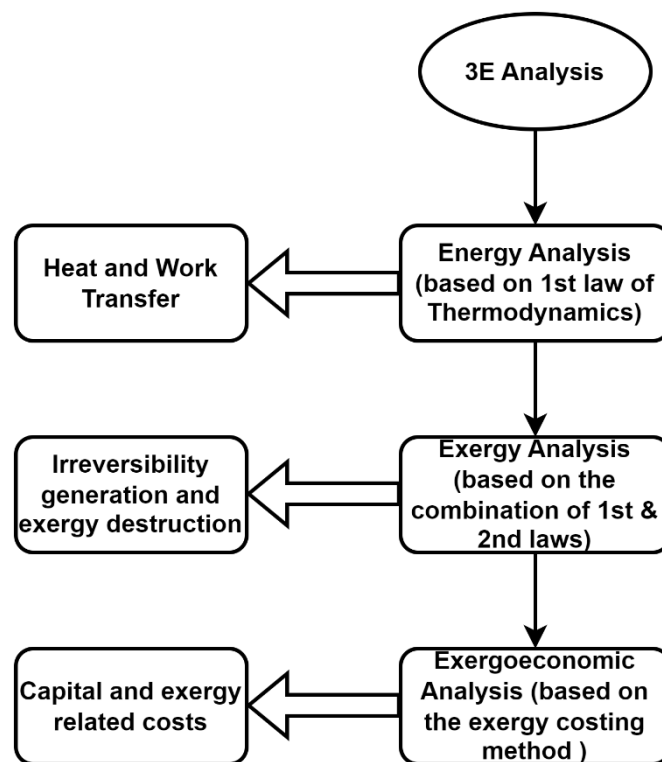 3E Analysis
Heat and Work
Transfer
Energy Analysis
(based on 1st law of
Thermodynamics)
Irreversibility
generation and
exergy destruction
Exergy Analysis
(based on the
combination of 1st &
2nd laws)
Capital and exergy
related costs
Exergoeconomic
Analysis (based on
the exergy costing
method )